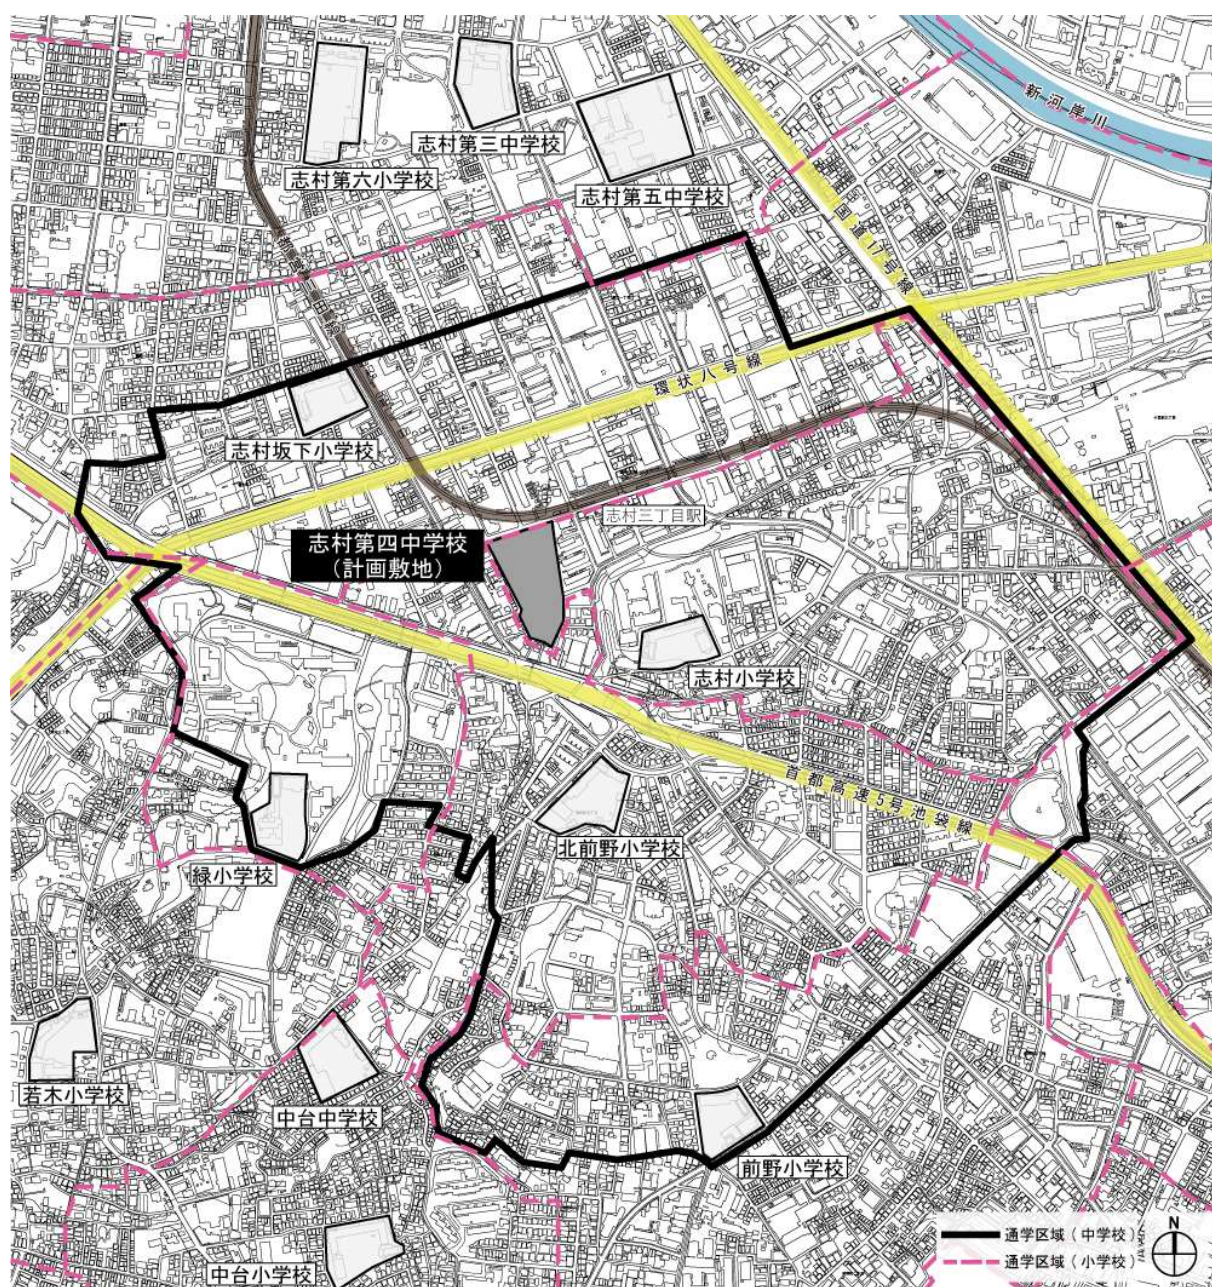 新河岸川
志村第三中学校
志村第六小学校
志村第五中学校
国道17号線
環状八号線
志村坂下小学校
志村三丁目駅
志村第四中学校
（計画敷地）
志村小学校
首都高速5号池袋線
北前野小学校
緑小学校
若木小学校
中台中学校
前野小学校
中台小学校
N
通学区域（中学校）
通学区域（小学校）